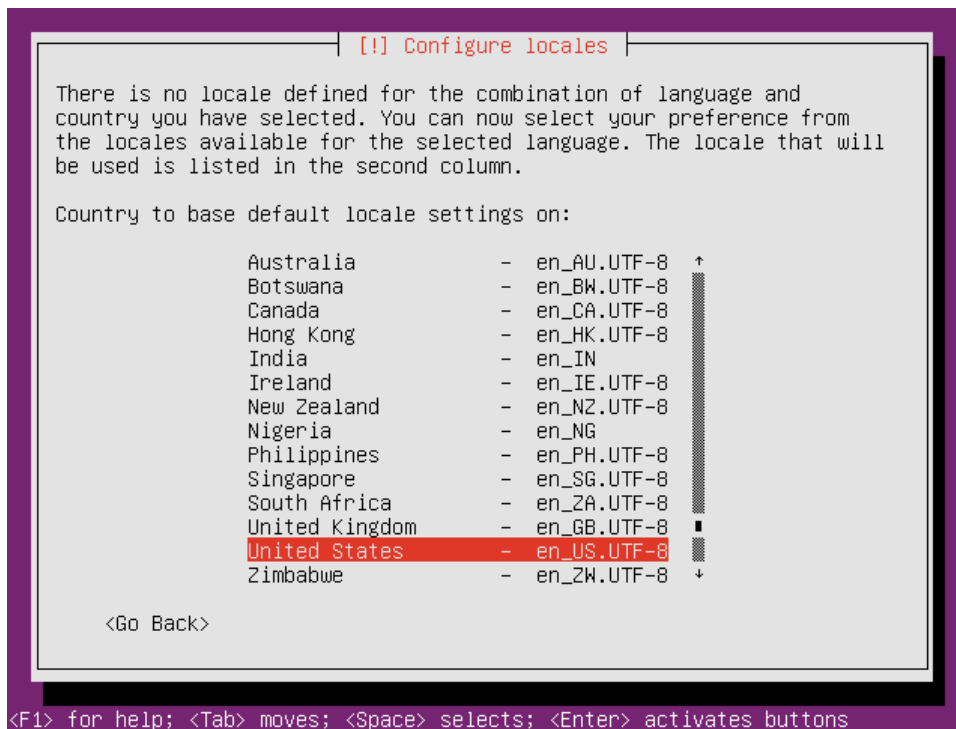 [!] Configure locales
There is no locale defined for the combination of language and
country you have selected. You can now select your preference from
the locales available for the selected language. The locale that will
be used is listed in the second column.
Country to base default locale settings on:
Australia – en_AU.UTF-8 ↑
Botswana – en_BW.UTF-8
Canada – en_CA.UTF-8
Hong Kong – en_HK.UTF-8
India – en_IN
Ireland – en_IE.UTF-8
New Zealand – en_NZ.UTF-8
Nigeria – en_NG
Philippines – en_PH.UTF-8
Singapore – en_SG.UTF-8
South Africa – en_ZA.UTF-8
United Kingdom – en_GB.UTF-8
United States – en_US.UTF-8
Zimbabwe – en_ZW.UTF-8 ↓
<Go Back>
<F1> for help; <Tab> moves; <Space> selects; <Enter> activates buttons